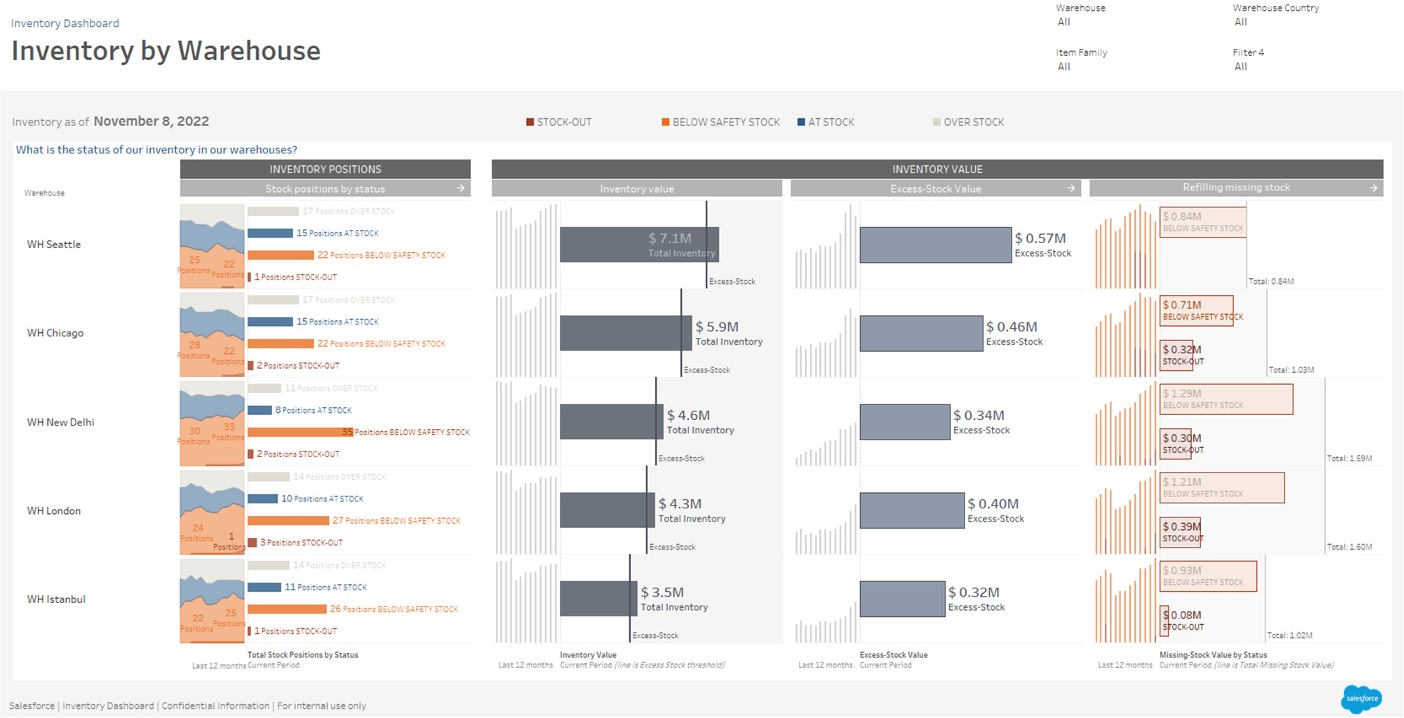 Inventory Dashboard
Inventory by Warehouse
Warehouse
All
Warehouse Country
All
Item Family
All
Filter 4
All
Inventory as of November 8, 2022
STOCK-OUT
BELOW SAFETY STOCK
AT STOCK
OVER STOCK
What is the status of our inventory in our warehouses?
INVENTORY POSITIONS
INVENTORY VALUE
Warehouse
Stock positions by status →
Inventory value
Excess-Stock Value →
Refilling missing stock →
WH Seattle
25
Positions
22
Positions
17 Positions OVER STOCK
15 Positions AT STOCK
22 Positions BELOW SAFETY STOCK
1 Positions STOCK-OUT
$ 7.1M
Total Inventory
Excess-Stock
$ 0.57M
Excess-Stock
$ 0.84M
BELOW SAFETY STOCK
Total: 0.84M
WH Chicago
28
Positions
22
Positions
17 Positions OVER STOCK
15 Positions AT STOCK
22 Positions BELOW SAFETY STOCK
2 Positions STOCK-OUT
$ 5.9M
Total Inventory
Excess-Stock
$ 0.46M
Excess-Stock
$ 0.71M
BELOW SAFETY STOCK
$ 0.32M
STOCK-OUT
Total: 1.03M
WH New Delhi
30
Positions
33
Positions
11 Positions OVER STOCK
8 Positions AT STOCK
35 Positions BELOW SAFETY STOCK
2 Positions STOCK-OUT
$ 4.6M
Total Inventory
Excess-Stock
$ 0.34M
Excess-Stock
$ 1.29M
BELOW SAFETY STOCK
$ 0.30M
STOCK-OUT
Total: 1.59M
WH London
24
Positions
1
Positions
14 Positions OVER STOCK
10 Positions AT STOCK
27 Positions BELOW SAFETY STOCK
3 Positions STOCK-OUT
$ 4.3M
Total Inventory
Excess-Stock
$ 0.40M
Excess-Stock
$ 1.21M
BELOW SAFETY STOCK
$ 0.39M
STOCK-OUT
Total: 1.60M
WH Istanbul
22
Positions
25
Positions
14 Positions OVER STOCK
11 Positions AT STOCK
26 Positions BELOW SAFETY STOCK
1 Positions STOCK-OUT
$ 3.5M
Total Inventory
Excess-Stock
$ 0.32M
Excess-Stock
$ 0.93M
BELOW SAFETY STOCK
$ 0.08M
STOCK-OUT
Total: 1.02M
Last 12 months
Total Stock Positions by Status
Current Period
Last 12 months
Inventory Value
Current Period (line is Excess Stock threshold)
Last 12 months
Excess-Stock Value
Current Period
Last 12 months
Missing-Stock Value by Status
Current Period (line is Total Missing Stock Value)
Salesforce | Inventory Dashboard | Confidential Information | For internal use only
salesforce